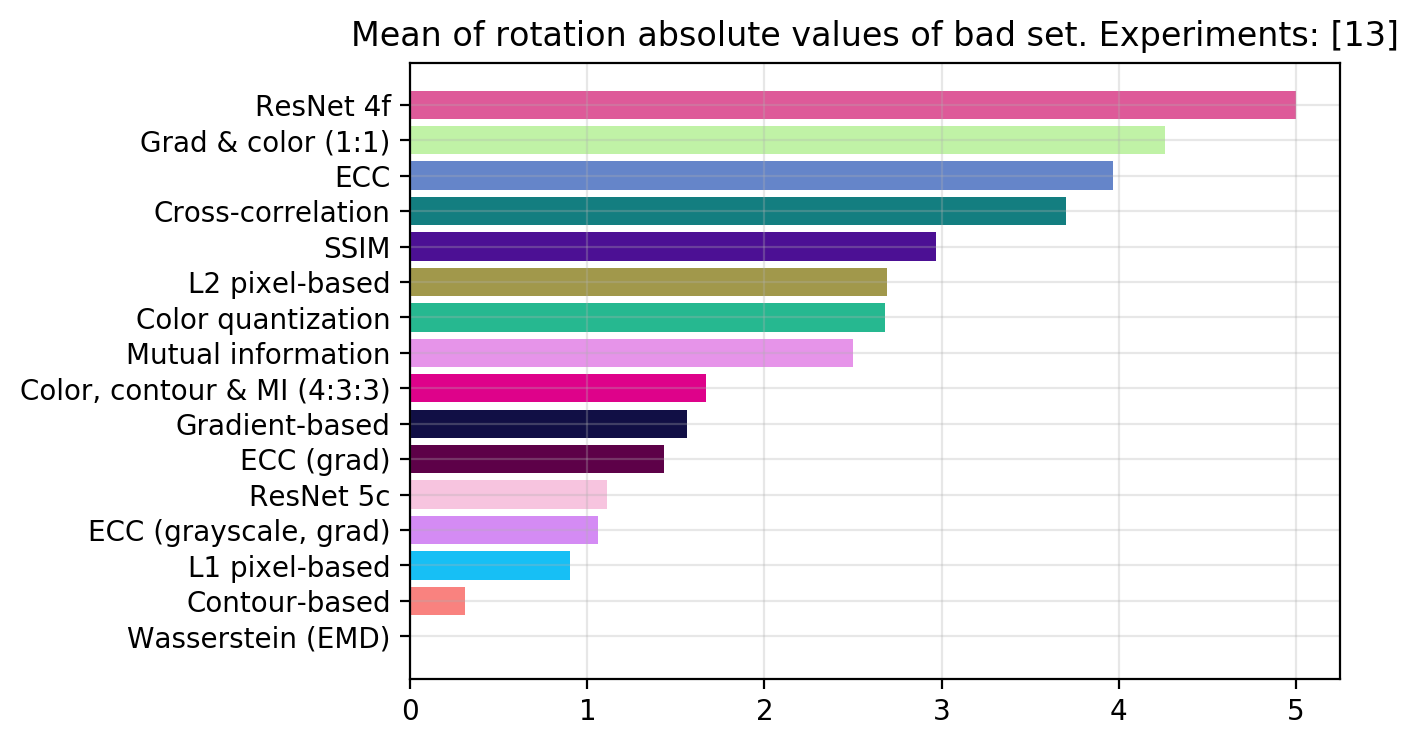 Mean of rotation absolute values of bad set. Experiments: [13]
ResNet 4f
Grad & color (1:1)
ECC
Cross-correlation
SSIM
L2 pixel-based
Color quantization
Mutual information
Color, contour & MI (4:3:3)
Gradient-based
ECC (grad)
ResNet 5c
ECC (grayscale, grad)
L1 pixel-based
Contour-based
Wasserstein (EMD)
0 1 2 3 4 5